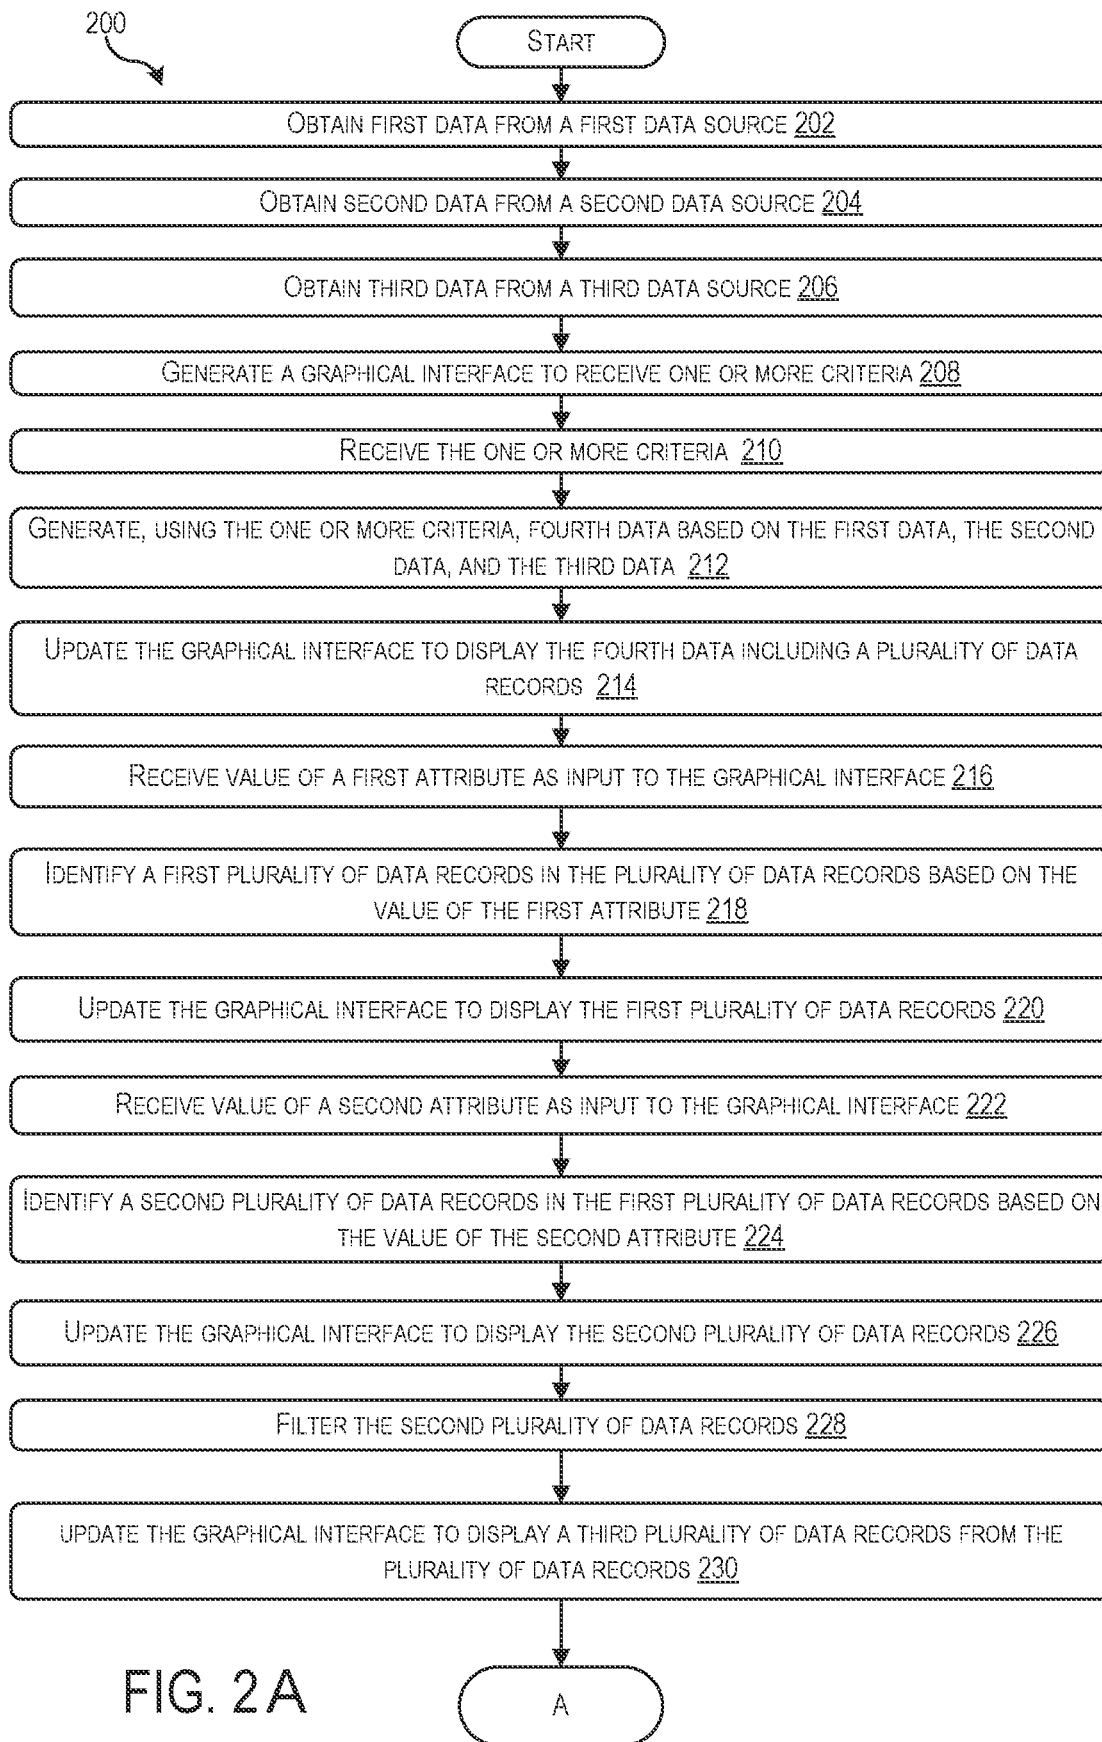 200
START
OBTAIN FIRST DATA FROM A FIRST DATA SOURCE 202
OBTAIN SECOND DATA FROM A SECOND DATA SOURCE 204
OBTAIN THIRD DATA FROM A THIRD DATA SOURCE 206
GENERATE A GRAPHICAL INTERFACE TO RECEIVE ONE OR MORE CRITERIA 208
RECEIVE THE ONE OR MORE CRITERIA 210
GENERATE, USING THE ONE OR MORE CRITERIA, FOURTH DATA BASED ON THE FIRST DATA, THE SECOND
DATA, AND THE THIRD DATA 212
UPDATE THE GRAPHICAL INTERFACE TO DISPLAY THE FOURTH DATA INCLUDING A PLURALITY OF DATA
RECORDS 214
RECEIVE VALUE OF A FIRST ATTRIBUTE AS INPUT TO THE GRAPHICAL INTERFACE 216
IDENTIFY A FIRST PLURALITY OF DATA RECORDS IN THE PLURALITY OF DATA RECORDS BASED ON THE
VALUE OF THE FIRST ATTRIBUTE 218
UPDATE THE GRAPHICAL INTERFACE TO DISPLAY THE FIRST PLURALITY OF DATA RECORDS 220
RECEIVE VALUE OF A SECOND ATTRIBUTE AS INPUT TO THE GRAPHICAL INTERFACE 222
IDENTIFY A SECOND PLURALITY OF DATA RECORDS IN THE FIRST PLURALITY OF DATA RECORDS BASED ON
THE VALUE OF THE SECOND ATTRIBUTE 224
UPDATE THE GRAPHICAL INTERFACE TO DISPLAY THE SECOND PLURALITY OF DATA RECORDS 226
FILTER THE SECOND PLURALITY OF DATA RECORDS 228
UPDATE THE GRAPHICAL INTERFACE TO DISPLAY A THIRD PLURALITY OF DATA RECORDS FROM THE
PLURALITY OF DATA RECORDS 230
FIG. 2A
A